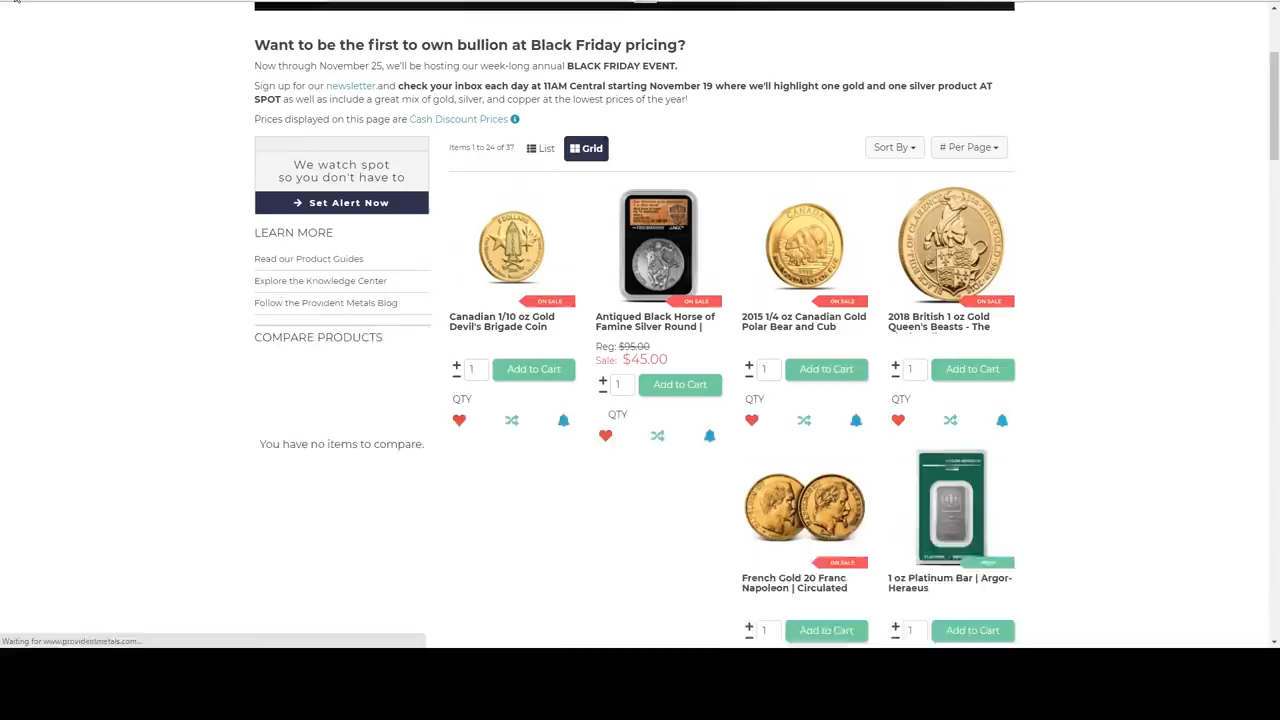 Want to be the first to own bullion at Black Friday pricing?
Now through November 25, we'll be hosting our week-long annual BLACK FRIDAY EVENT.
Sign up for our newsletter.and check your inbox each day at 11AM Central starting November 19 where we'll highlight one gold and one silver product AT
SPOT as well as include a great mix of gold, silver, and copper at the lowest prices of the year!
Prices displayed on this page are Cash Discount Prices
We watch spot
so you don't have to
Set Alert Now
LEARN MORE
Read our Product Guides
Explore the Knowledge Center
Follow the Provident Metals Blog
COMPARE PRODUCTS
You have no items to compare.
Items 1 to 24 of 37
List
Grid
Sort By
# Per Page
ON SALE
ON SALE
ON SALE
ON SALE
Canadian 1/10 oz Gold
Devil's Brigade Coin
1
Add to Cart
QTY
Antiqued Black Horse of
Famine Silver Round |
Reg: $95.00
Sale: $45.00
1
Add to Cart
QTY
2015 1/4 oz Canadian Gold
Polar Bear and Cub
1
Add to Cart
QTY
2018 British 1 oz Gold
Queen's Beasts - The
1
Add to Cart
QTY
ON SALE
French Gold 20 Franc
Napoleon | Circulated
1
Add to Cart
1 oz Platinum Bar | Argor-
Heraeus
1
Add to Cart
Waiting for www.providentmetals.com...